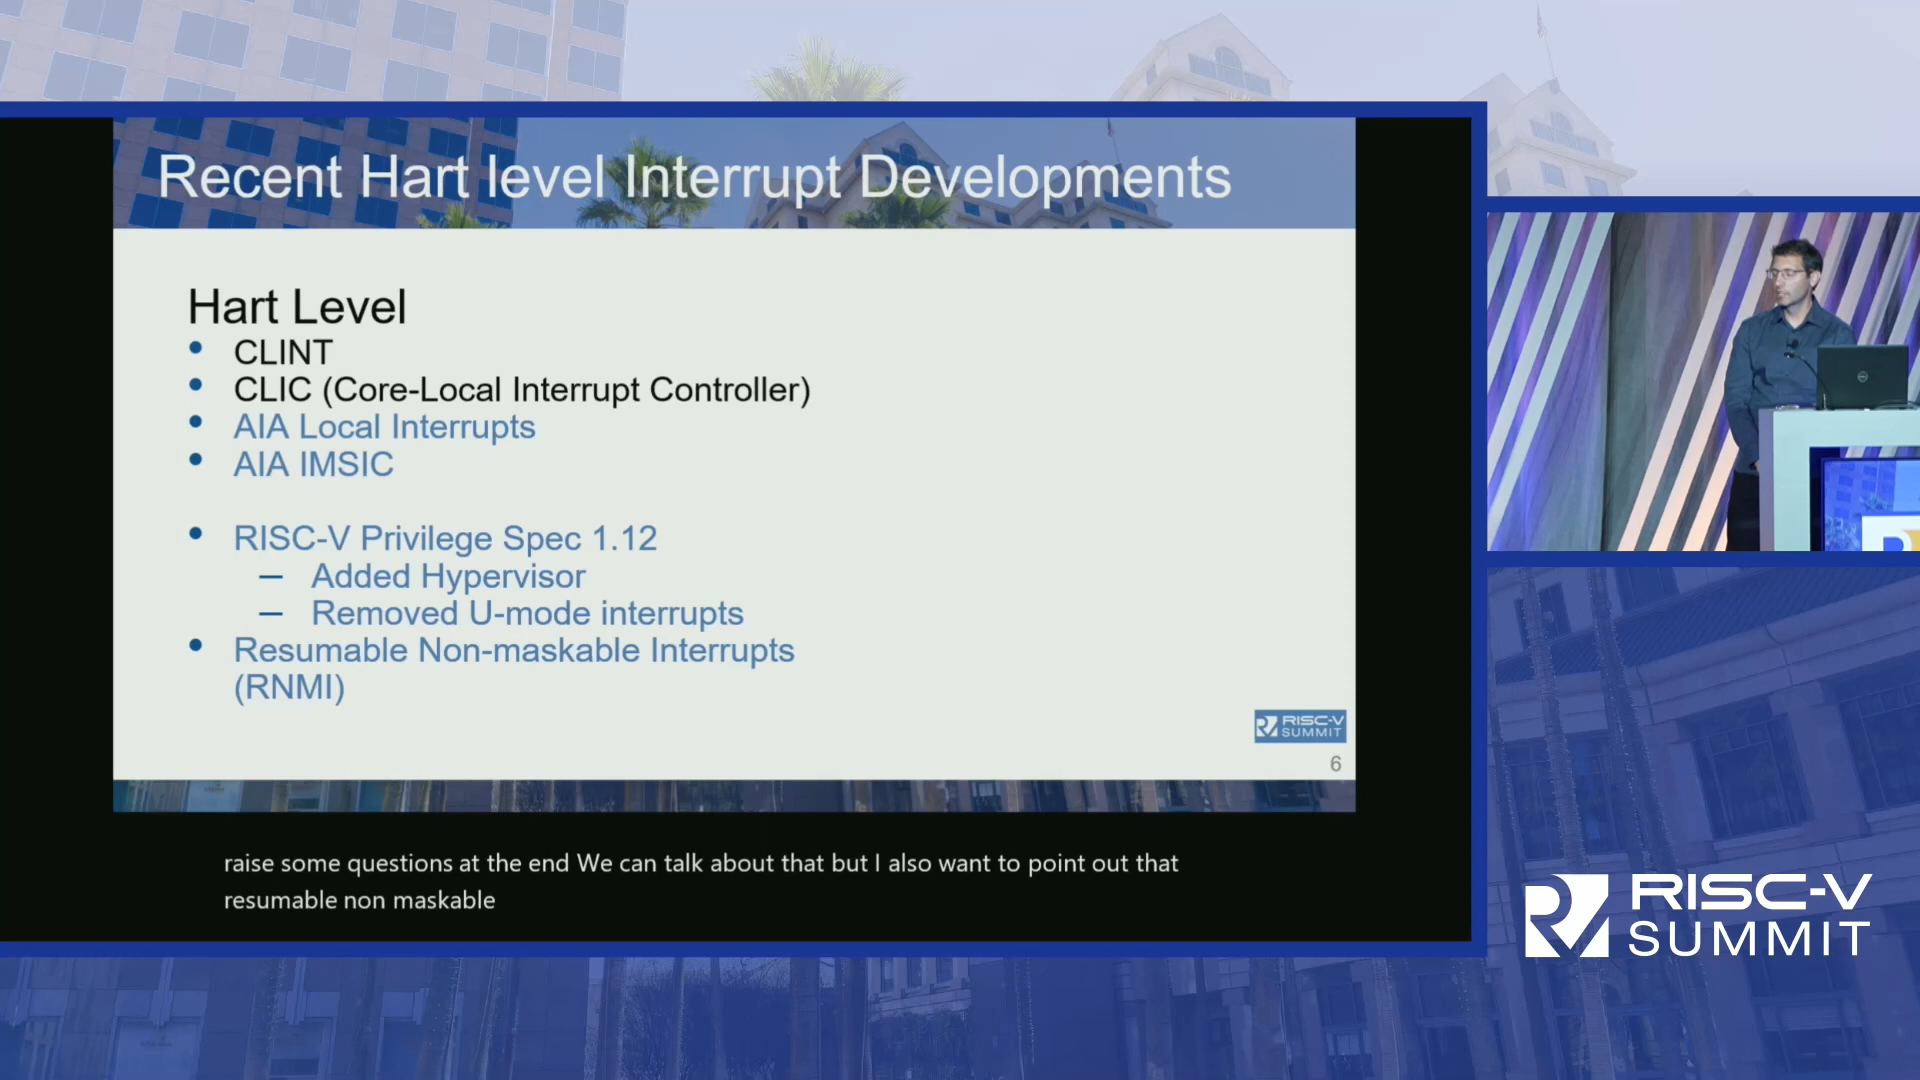 Recent Hart level Interrupt Developments
Hart Level
• CLINT
• CLIC (Core-Local Interrupt Controller)
• AIA Local Interrupts
• AIA IMSIC
• RISC-V Privilege Spec 1.12
– Added Hypervisor
– Removed U-mode interrupts
• Resumable Non-maskable Interrupts
(RNMI)
RISC-V
SUMMIT
6
raise some questions at the end We can talk about that but I also want to point out that
resumable non maskable
RISC-V
SUMMIT